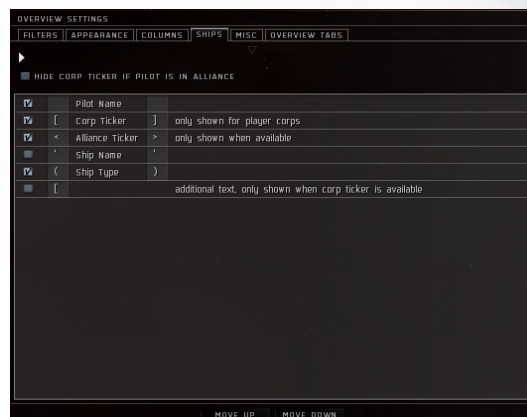 OVERVIEW SETTINGS
FILTERS APPEARANCE COLUMNS SHIPS MISC OVERVIEW TABS
HIDE CORP TICKER IF PILOT IS IN ALLIANCE
Pilot Name
[ Corp Ticker ] only shown for player corps
< Alliance Ticker > only shown when available
' Ship Name '
( Ship Type )
[ additional text, only shown when corp ticker is available
MOVE UP MOVE DOWN